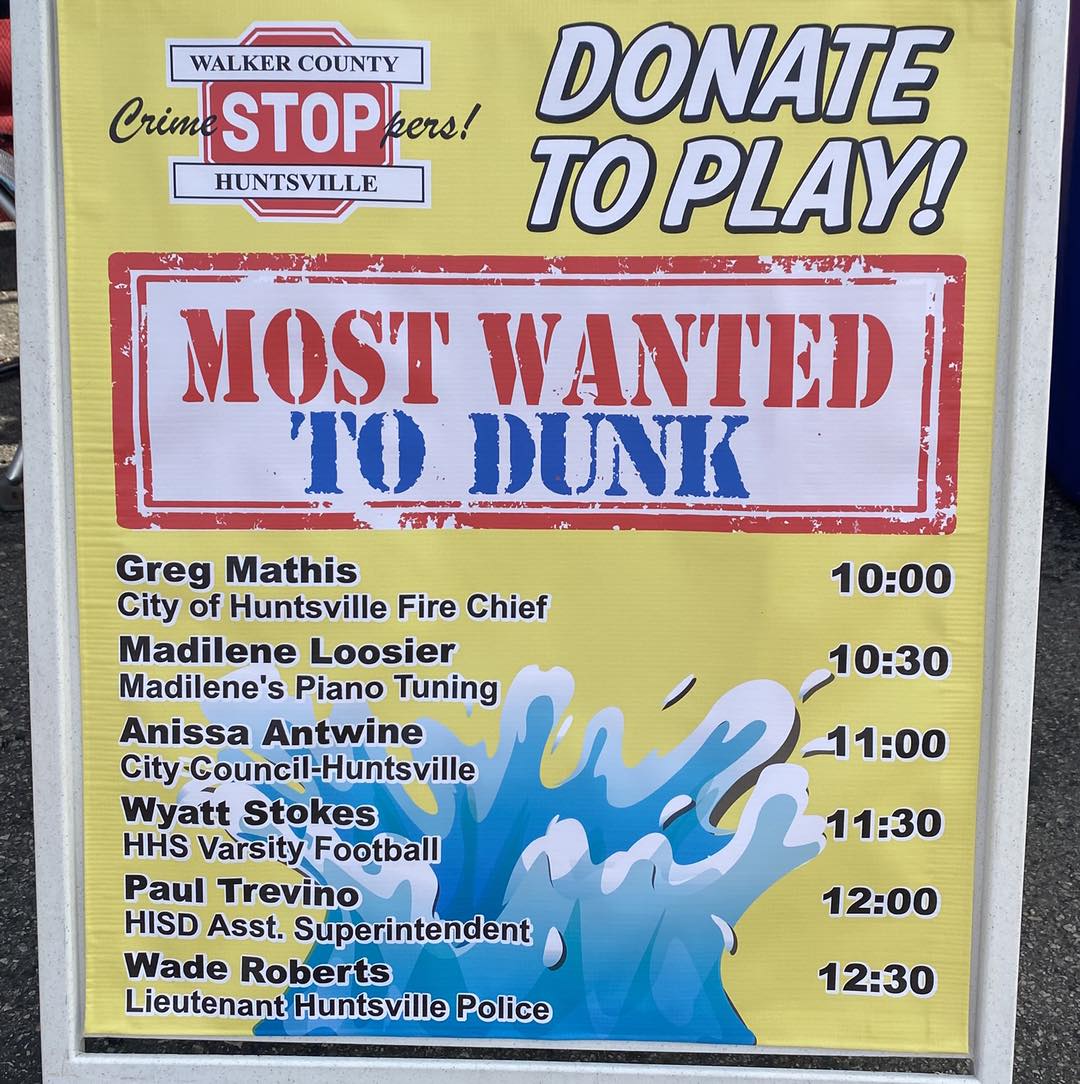 WALKER COUNTY
Crime STOPpers!
HUNTSVILLE
DONATE
TO PLAY!
MOST WANTED
TO DUNK
Greg Mathis 10:00
City of Huntsville Fire Chief
Madilene Loosier 10:30
Madilene's Piano Tuning
Anissa Antwine 11:00
City Council-Huntsville
Wyatt Stokes 11:30
HHS Varsity Football
Paul Trevino 12:00
HISD Asst. Superintendent
Wade Roberts 12:30
Lieutenant Huntsville Police